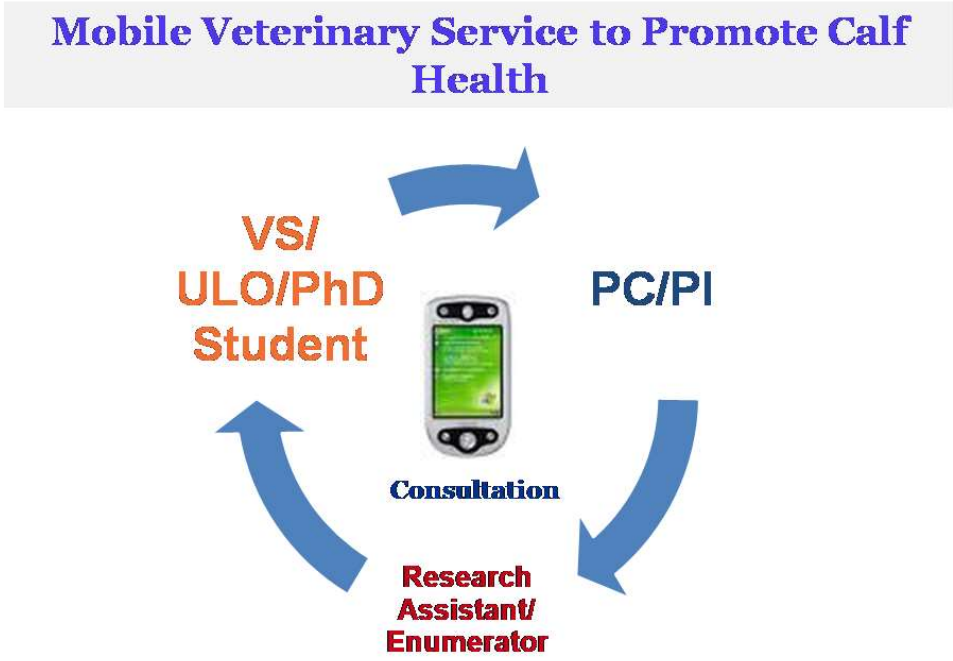 Mobile Veterinary Service to Promote Calf
Health
VS/
ULO/PhD
Student
PC/PI
Consultation
Research
Assistant/
Enumerator